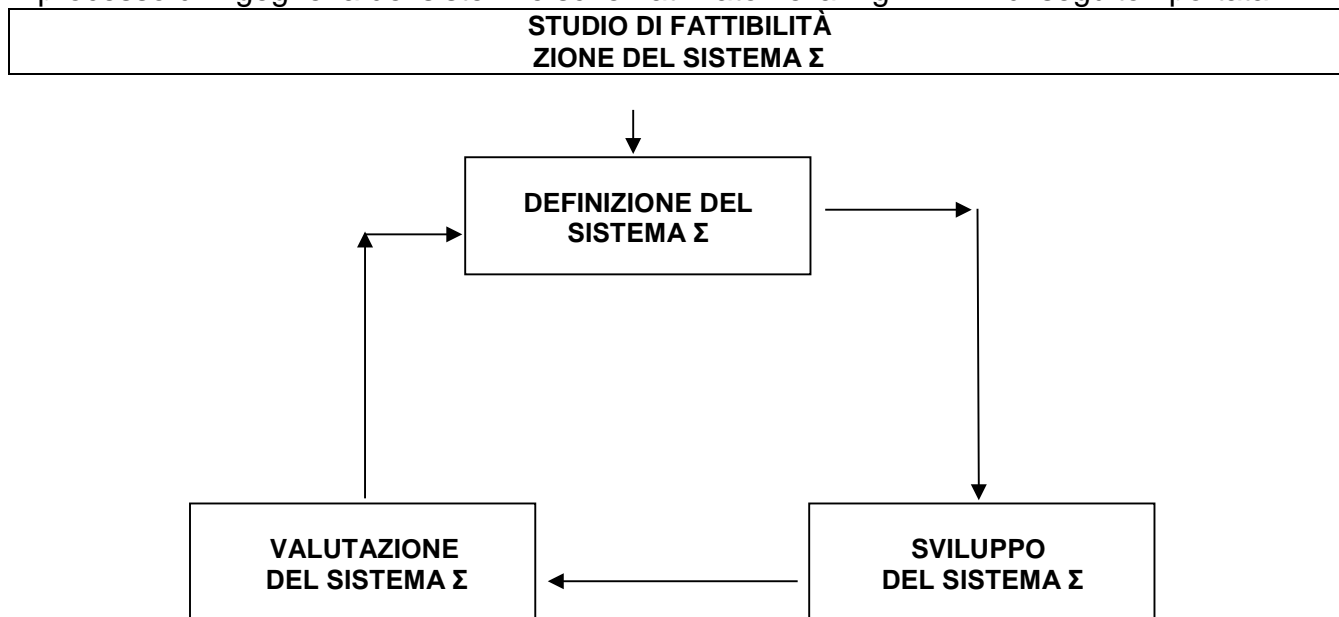 STUDIO DI FATTIBILITÀ
ZIONE DEL SISTEMA Σ
DEFINIZIONE DEL
SISTEMA Σ
VALUTAZIONE
DEL SISTEMA Σ
SVILUPPO
DEL SISTEMA Σ